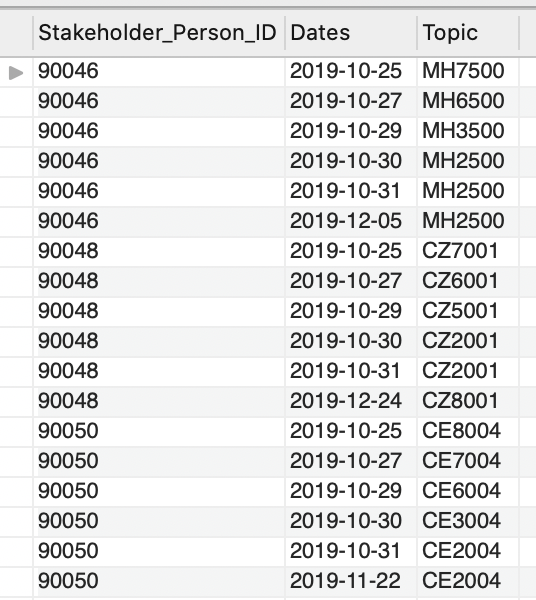 Stakeholder_Person_ID Dates Topic
90046 2019-10-25 MH7500
90046 2019-10-27 MH6500
90046 2019-10-29 MH3500
90046 2019-10-30 MH2500
90046 2019-10-31 MH2500
90046 2019-12-05 MH2500
90048 2019-10-25 CZ7001
90048 2019-10-27 CZ6001
90048 2019-10-29 CZ5001
90048 2019-10-30 CZ2001
90048 2019-10-31 CZ2001
90048 2019-12-24 CZ8001
90050 2019-10-25 CE8004
90050 2019-10-27 CE7004
90050 2019-10-29 CE6004
90050 2019-10-30 CE3004
90050 2019-10-31 CE2004
90050 2019-11-22 CE2004